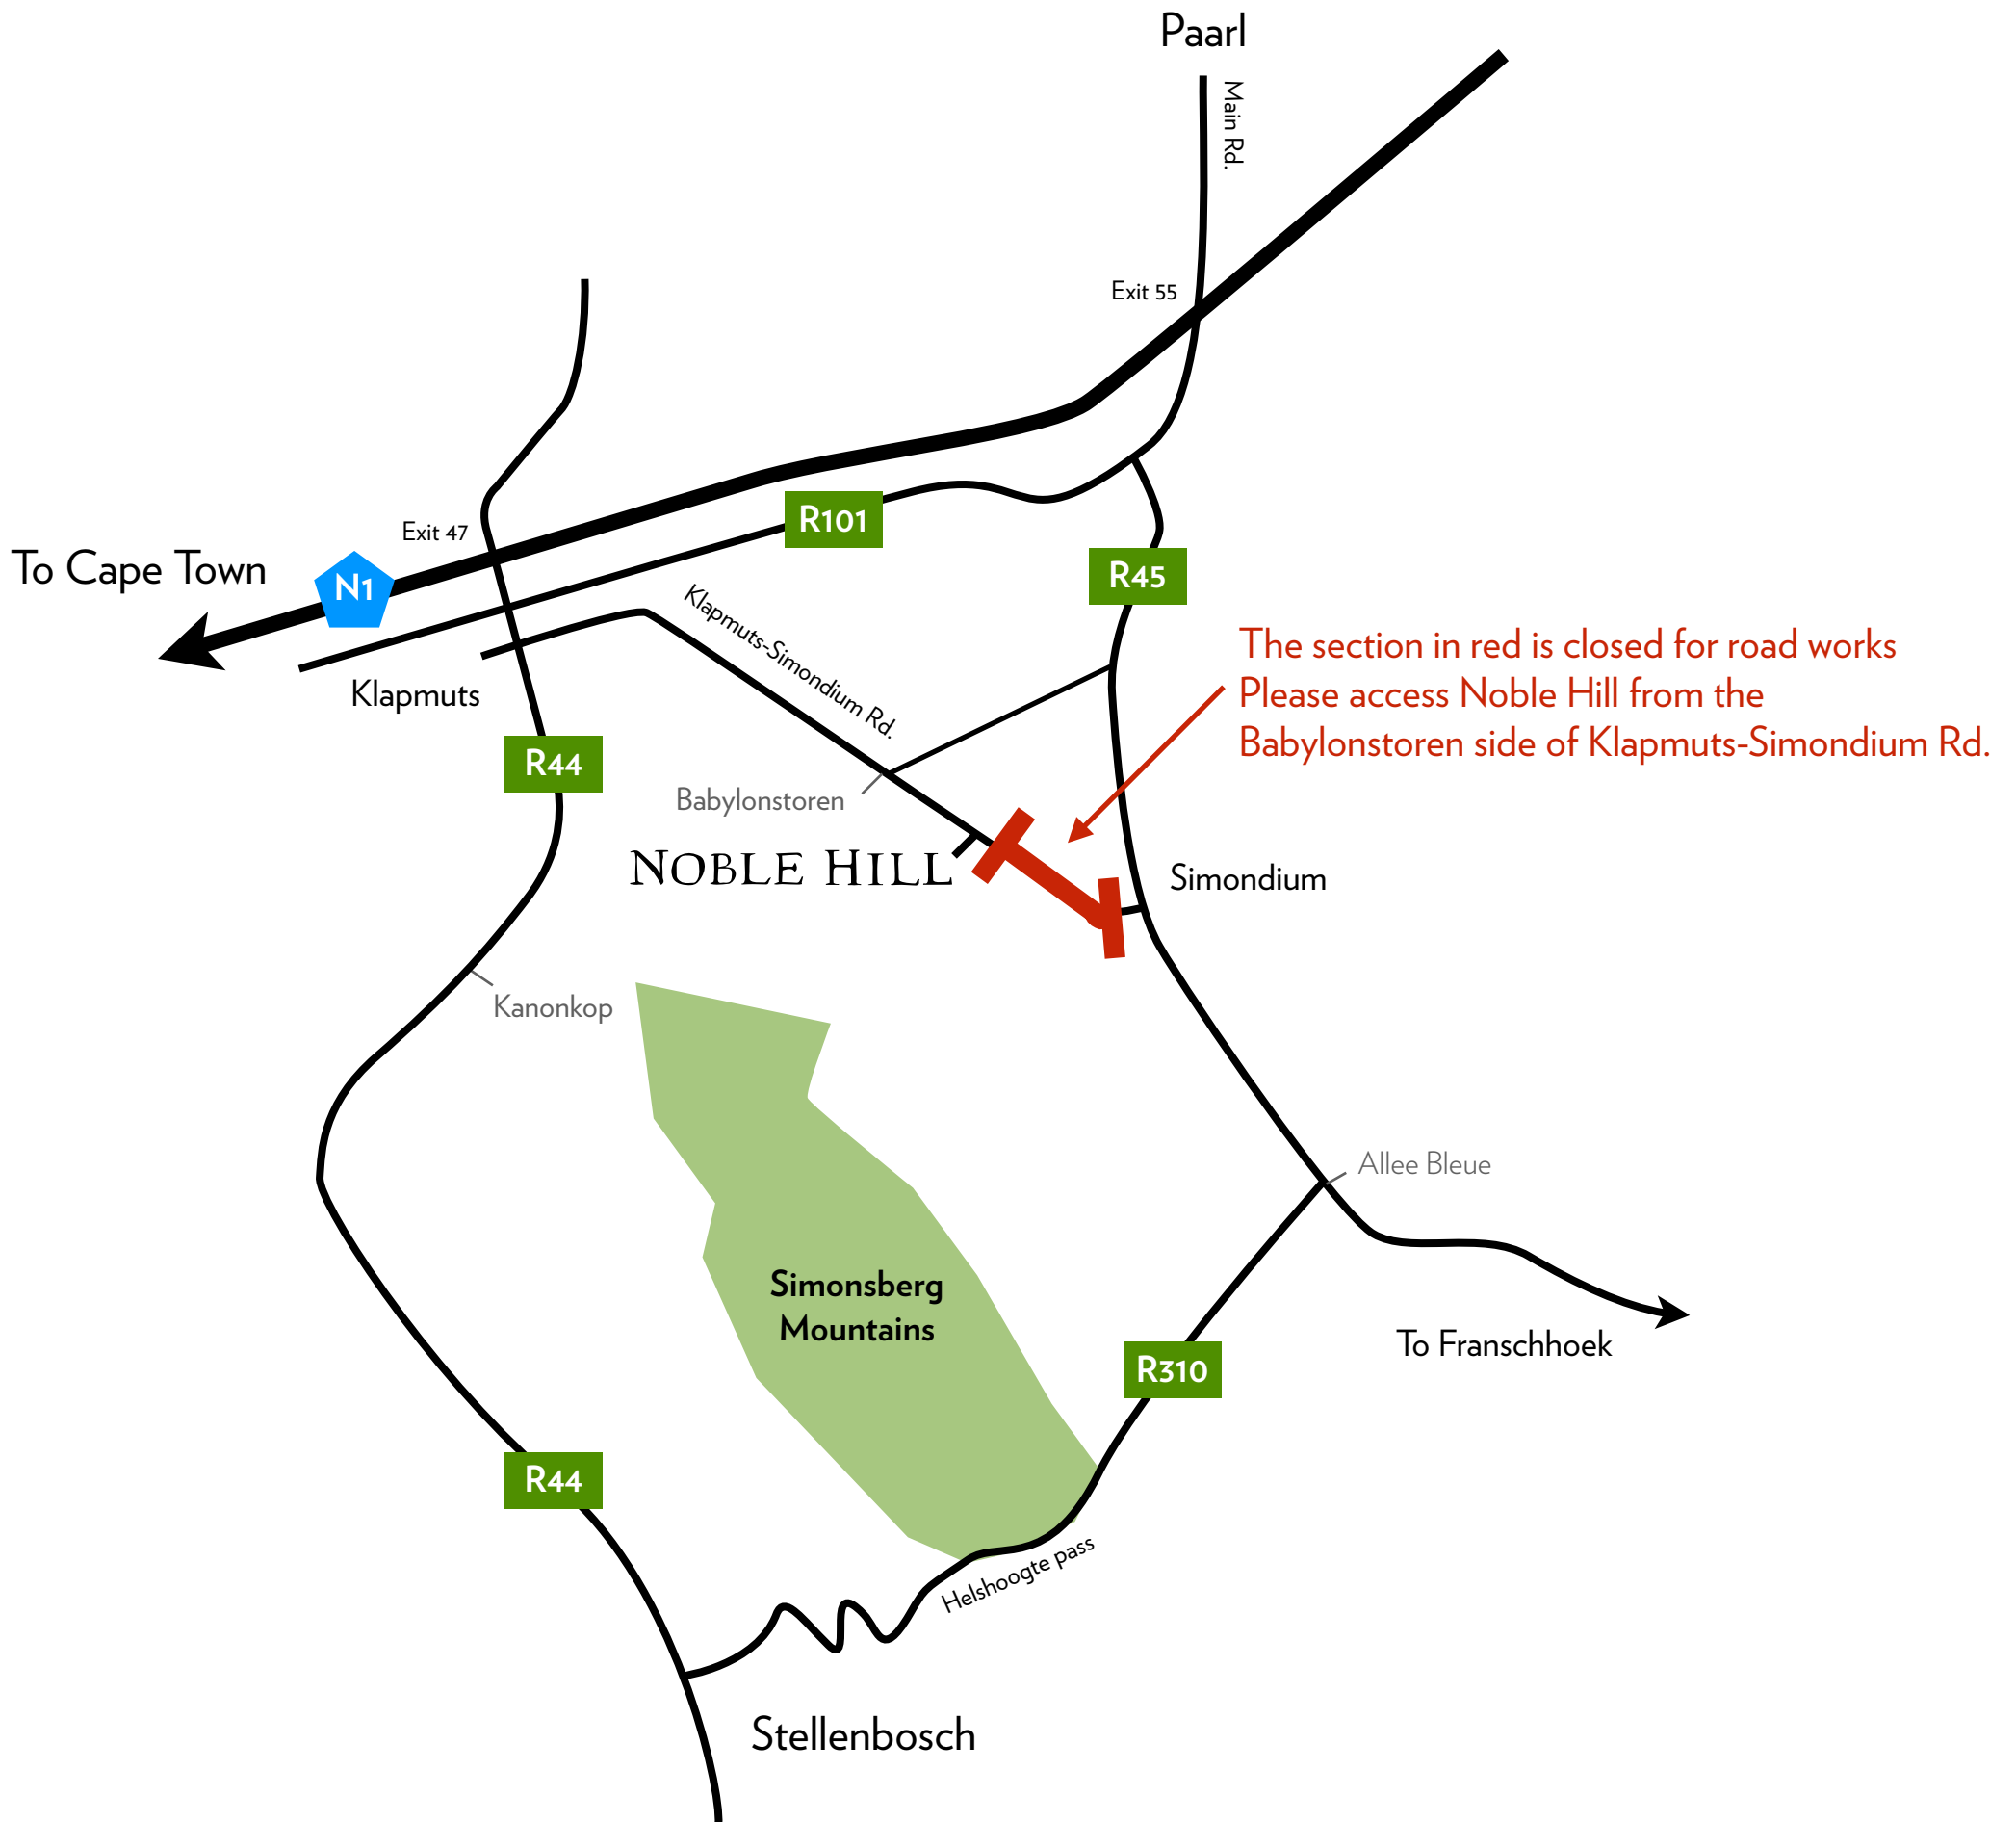 Paarl
Main Rd.
Exit 55
R101
Exit 47
To Cape Town
N1
R45
Klapmuts-Simondium Rd.
The section in red is closed for road works
Please access Noble Hill from the
Babylonstoren side of Klapmuts-Simondium Rd.
Klapmuts
R44
Babylonstoren
NOBLE HILL
Simondium
Kanonkop
Allee Bleue
Simonsberg
Mountains
To Franschhoek
R310
R44
Helshoogte pass
Stellenbosch